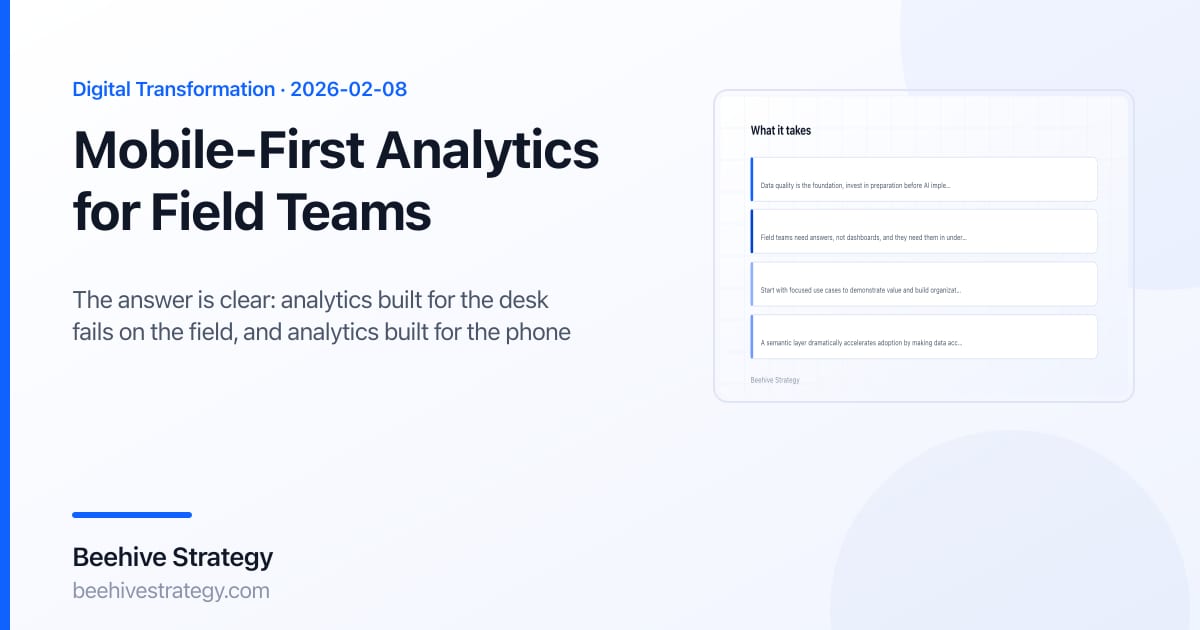 Digital Transformation · 2026-02-08
Mobile-First Analytics
for Field Teams
The answer is clear: analytics built for the desk
fails on the field, and analytics built for the phone
Beehive Strategy
beehivestrategy.com
What it takes
Data quality is the foundation, invest in preparation before AI imple...
Field teams need answers, not dashboards, and they need them in under...
Start with focused use cases to demonstrate value and build organizat...
A semantic layer dramatically accelerates adoption by making data acc...
Beehive Strategy